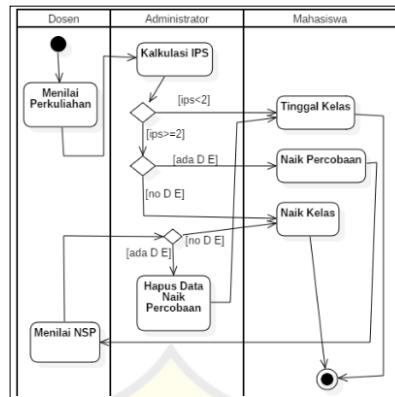 Dosen
Administrator
Mahasiswa
Kalkulasi IPS
Menilai
Perkuliahan
[ips<2]
Tinggal Kelas
[ips>=2]
[ada D E]
Naik Percobaan
[no D E]
Naik Kelas
[no D E]
[ada D E]
Hapus Data
Naik
Percobaan
Menilai NSP